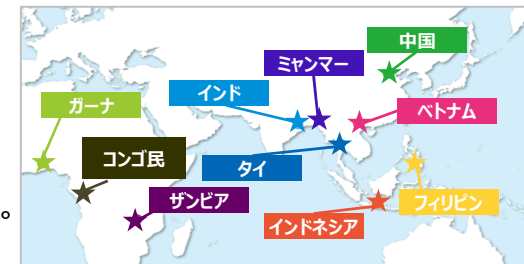 中国
ミャンマー
インド
ガーナ
ベトナム
コンゴ民
タイ
ザンビア
フィリピン
インドネシア
。